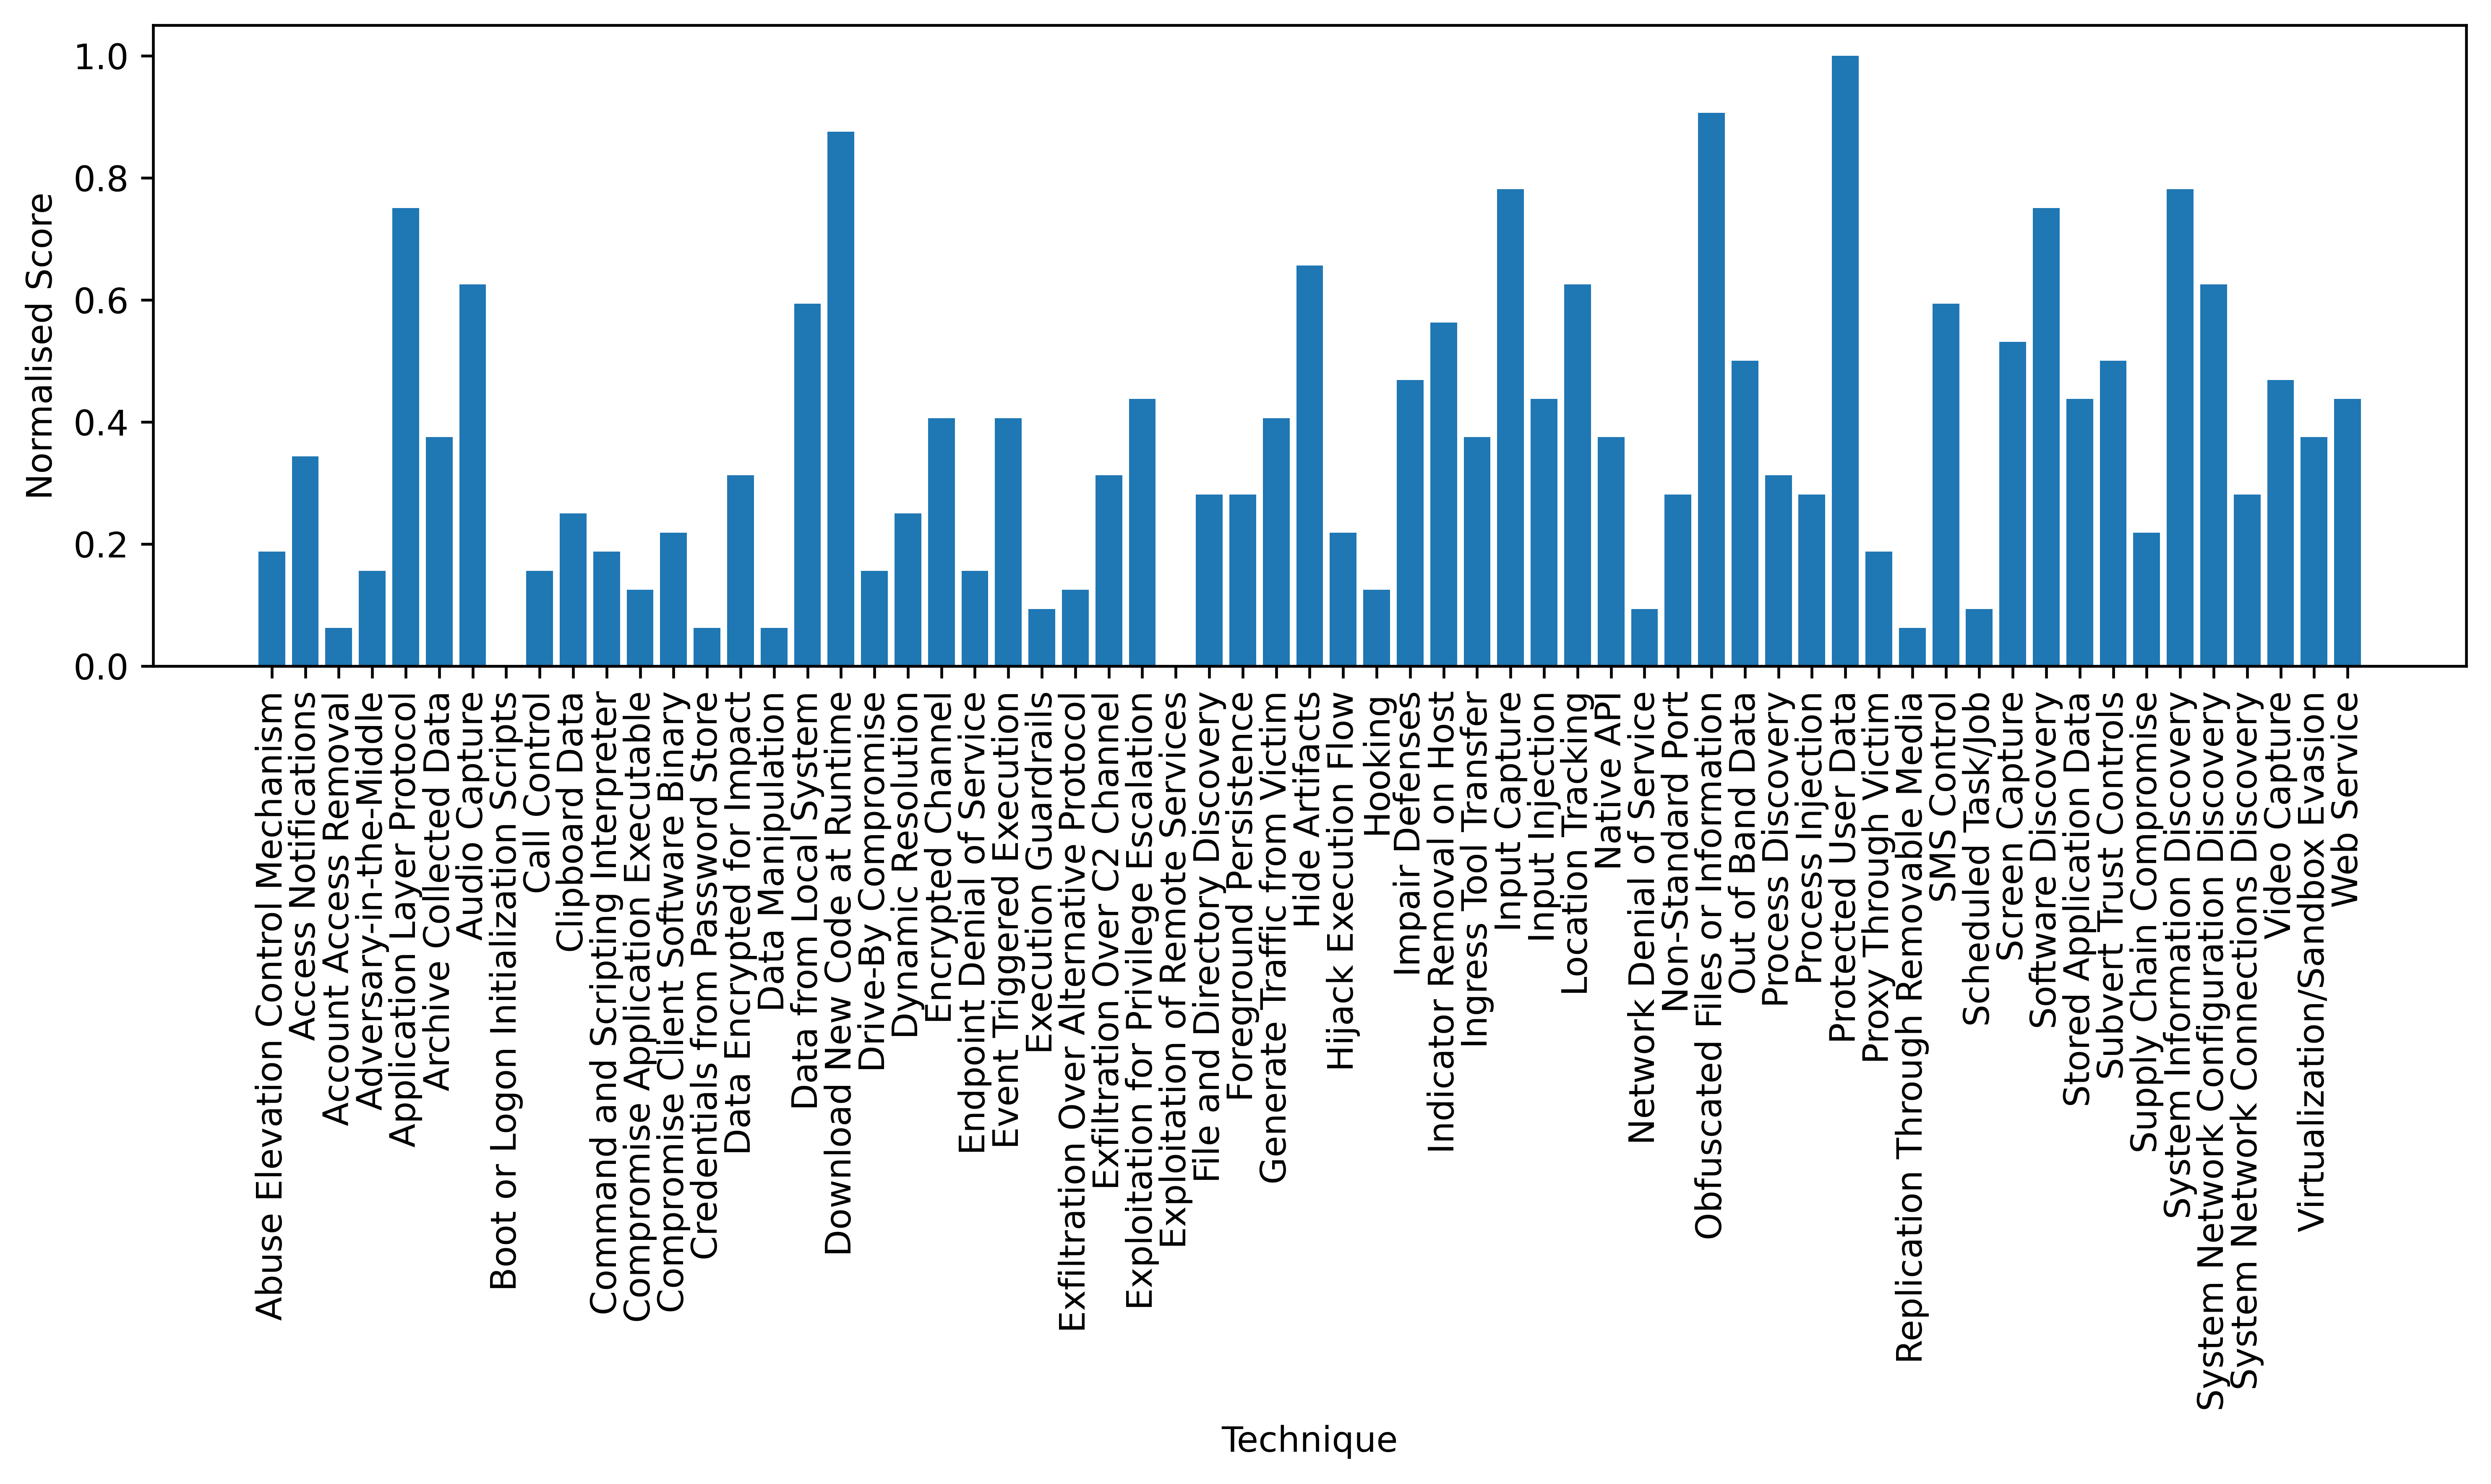 Normalised Score
1.0
0.8
0.6
0.4
0.2
0.0
Abuse Elevation Control Mechanism
Access Notifications
Account Access Removal
Adversary-in-the-Middle
Application Layer Protocol
Archive Collected Data
Audio Capture
Boot or Logon Initialization Scripts
Call Control
Clipboard Data
Command and Scripting Interpreter
Compromise Application Executable
Compromise Client Software Binary
Credentials from Password Store
Data Encrypted for Impact
Data Manipulation
Data from Local System
Download New Code at Runtime
Drive-By Compromise
Dynamic Resolution
Encrypted Channel
Endpoint Denial of Service
Event Triggered Execution
Execution Guardrails
Exfiltration Over Alternative Protocol
Exfiltration Over C2 Channel
Exploitation for Privilege Escalation
Exploitation of Remote Services
File and Directory Discovery
Foreground Persistence
Generate Traffic from Victim
Hide Artifacts
Hijack Execution Flow
Hooking
Impair Defenses
Indicator Removal on Host
Ingress Tool Transfer
Input Capture
Input Injection
Location Tracking
Native API
Network Denial of Service
Non-Standard Port
Obfuscated Files or Information
Out of Band Data
Process Discovery
Process Injection
Protected User Data
Proxy Through Victim
Replication Through Removable Media
SMS Control
Scheduled Task/Job
Screen Capture
Software Discovery
Stored Application Data
Subvert Trust Controls
Supply Chain Compromise
System Information Discovery
System Network Configuration Discovery
System Network Connections Discovery
Video Capture
Virtualization/Sandbox Evasion
Web Service
Technique